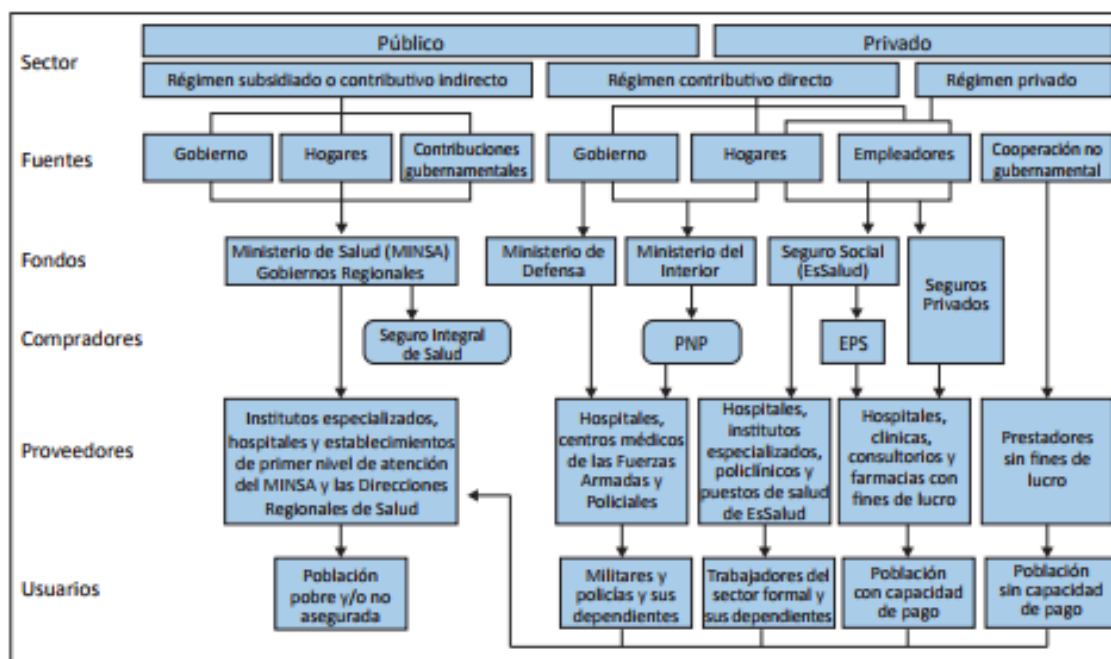 Sector
Público
Privado
Régimen subsidiado o contributivo indirecto
Régimen contributivo directo
Régimen privado
Fuentes
Gobierno
Hogares
Contribuciones
gubernamentales
Gobierno
Hogares
Empleadores
Cooperación no
gubernamental
Fondos
Ministerio de Salud (MINSA)
Gobiernos Regionales
Ministerio de
Defensa
Ministerio del
Interior
Seguro Social
(EsSalud)
Seguros
Privados
Compradores
Seguro Integral
de Salud
PNP
EPS
Proveedores
Institutos especializados,
hospitales y establecimientos
de primer nivel de atención
del MINSA y las Direcciones
Regionales de Salud
Hospitales,
centros médicos
de las Fuerzas
Armadas y
Policiales
Hospitales,
institutos
especializados,
policlínicos y
puestos de salud
de EsSalud
Hospitales,
clinicas,
consultorios y
farmacias con
fines de lucro
Prestadores
sin fines de
lucro
Usuarios
Población
pobre y/o no
asegurada
Militares y
policías y sus
dependientes
Trabajadores del
sector formal y
sus dependientes
Población
con capacidad
de pago
Población
sin capacidad
de pago